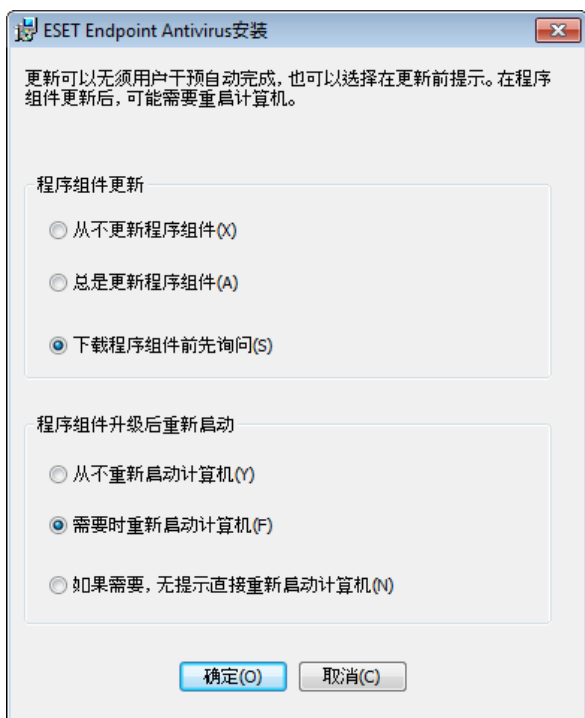 ESET Endpoint Antivirus安装
更新可以无须用户干预自动完成,也可以选择在更新前提示。在程序
组件更新后,可能需要重启计算机。
程序组件更新
从不更新程序组件(X)
总是更新程序组件(A)
下载程序组件前先询问(S)
程序组件升级后重新启动
从不重新启动计算机(Y)
需要时重新启动计算机(F)
如果需要,无提示直接重新启动计算机(N)
确定(O)
取消(C)